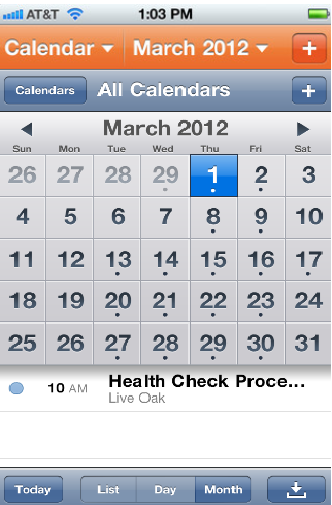 AT&T 1:03 PM
Calendar March 2012 +
Calendars All Calendars +
March 2012
Sun Mon Tue Wed Thu Fri Sat
26 27 28 29 1 2 3
4 5 6 7 8 9 10
11 12 13 14 15 16 17
18 19 20 21 22 23 24
25 26 27 28 29 30 31
10 AM Health Check Proce...
Live Oak
Today List Day Month